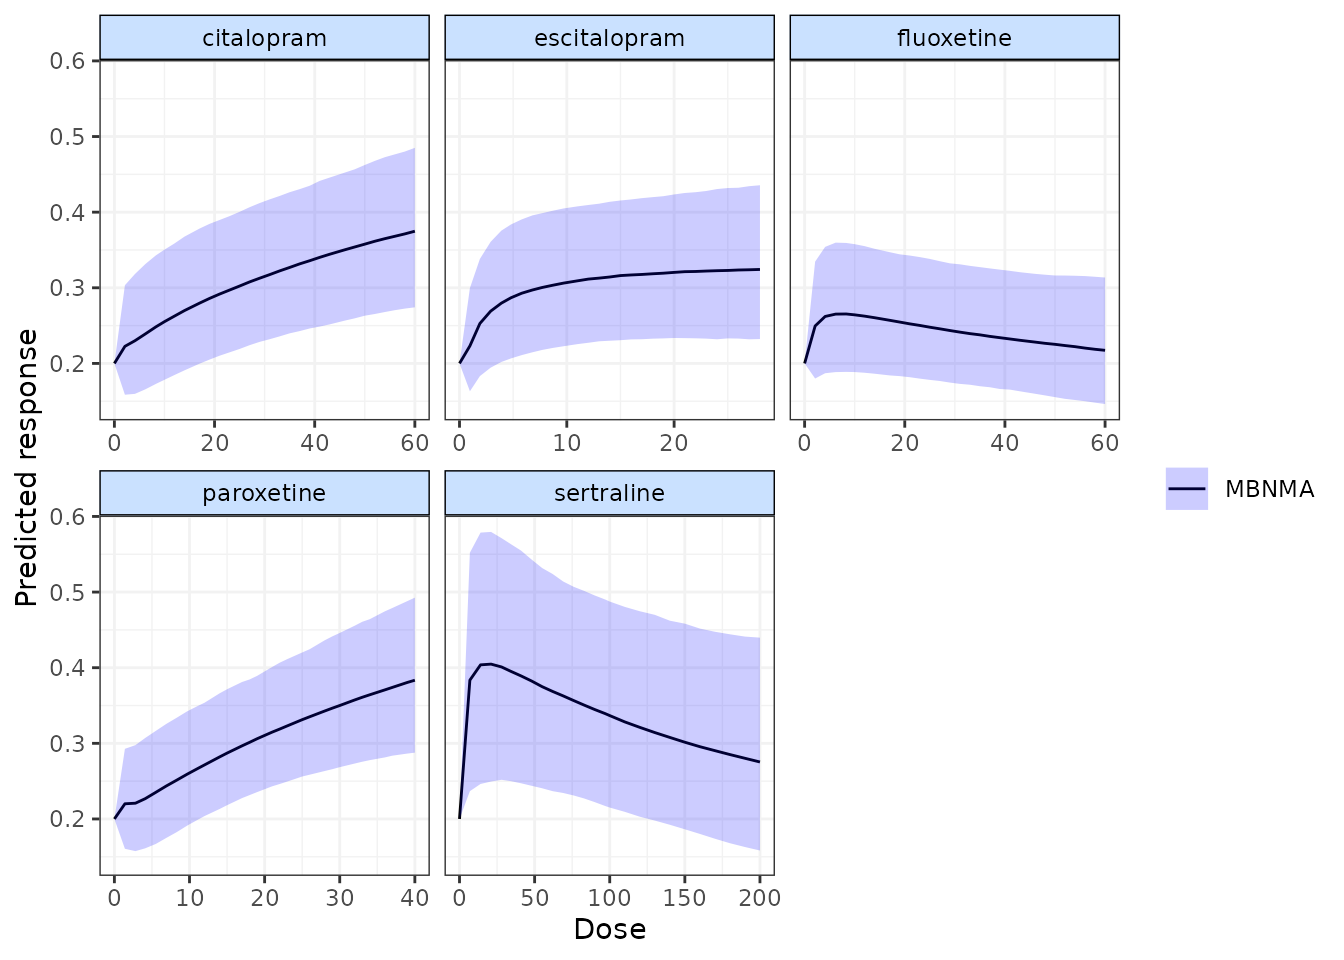 citalopram
escitalopram
fluoxetine
0.6
0.5
0.4
0.3
0.2
0 20 40 60
0 10 20
0 20 40 60
Predicted response
MBNMA
paroxetine
sertraline
0.6
0.5
0.4
0.3
0.2
0 10 20 30 40
0 50 100 150 200
Dose